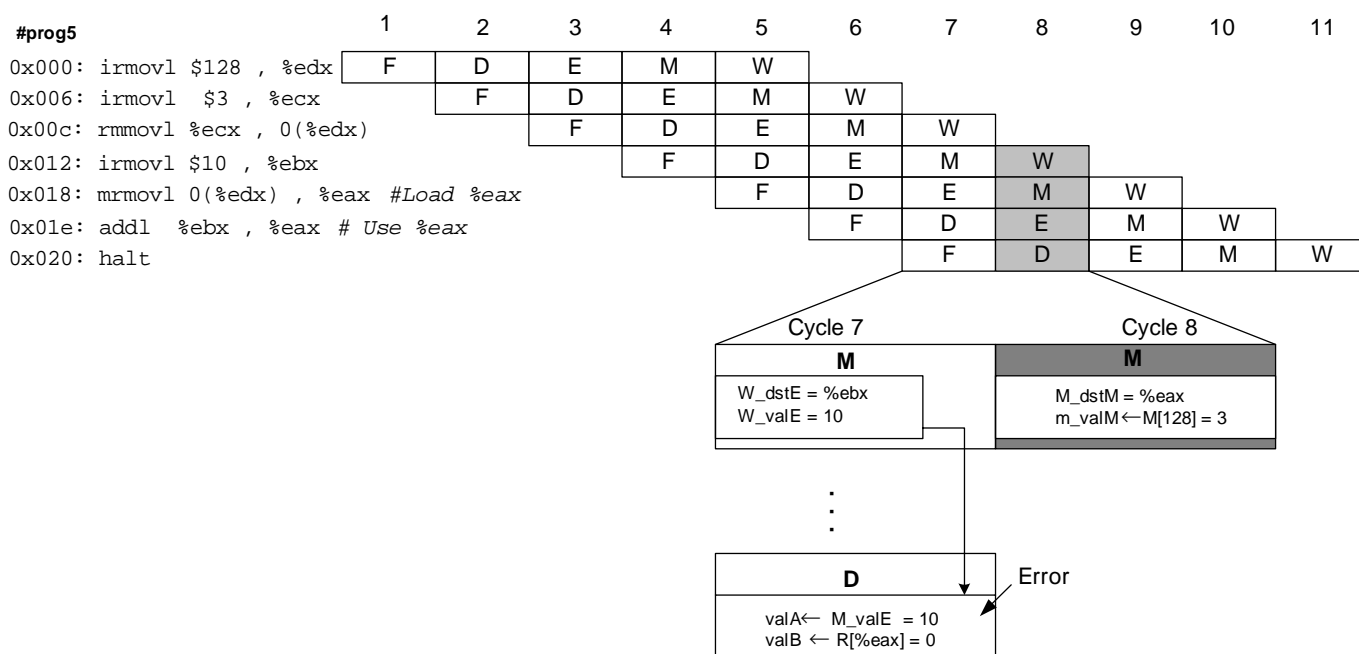 #prog5 1 2 3 4 5 6 7 8 9 10 11
0x000: irmovl $128 , %edx F D E M W
0x006: irmovl $3 , %ecx F D E M W
0x00c: rmmovl %ecx , 0(%edx) F D E M W
0x012: irmovl $10 , %ebx F D E M W
0x018: mrmovl 0(%edx) , %eax #Load %eax F D E M W
0x01e: addl %ebx , %eax # Use %eax F D E M W
0x020: halt F D E M W
Cycle 7 Cycle 8
M M
W_dstE = %ebx
W_valE = 10
M_dstM = %eax
m_valM←M[128] = 3
.
.
.
D
Error
valA← M_valE = 10
valB ← R[%eax] = 0